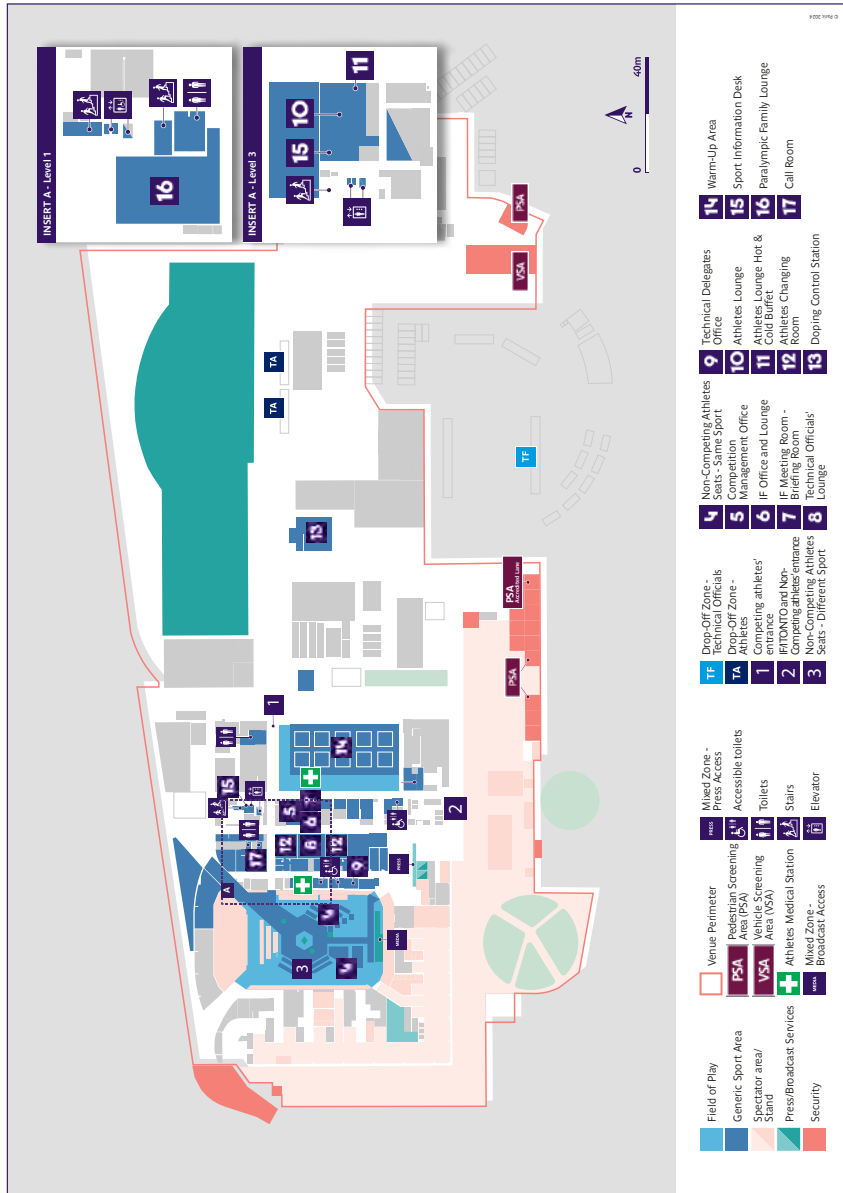 © Paris 2024
INSERT A - Level 1
16
INSERT A - Level 3
15
10
11
A
3
4
4
MEDIA
PRESS
17
12
8
12
9
15
5
6
9
2
1
14
13
TA
TA
TF
PSA
PSA
Accredited Lane
VSA
PSA
N
0
40m
Field of Play
Generic Sport Area
Spectator area/
Stand
Press/Broadcast Services
Security
Venue Perimeter
PSA
Pedestrian Screening
Area (PSA)
VSA
Vehicle Screening
Area (VSA)
Athletes Medical Station
MEDIA
Mixed Zone -
Broadcast Access
PRESS
Mixed Zone -
Press Access
Accessible toilets
Toilets
Stairs
Elevator
TF
Drop-Off Zone -
Technical Officials
TA
Drop-Off Zone -
Athletes
1
Competing athletes'
entrance
2
IF/ITO/NTO and Non-
Competing athletes' entrance
3
Non-Competing Athletes
Seats - Different Sport
4
Non-Competing Athletes
Seats - Same Sport
5
Competition
Management Office
6
IF Office and Lounge
7
IF Meeting Room -
Briefing Room
8
Technical Officials'
Lounge
9
Technical Delegates
Office
10
Athletes Lounge
11
Athletes Lounge Hot &
Cold Buffet
12
Athletes Changing
Room
13
Doping Control Station
14
Warm-Up Area
15
Sport Information Desk
16
Paralympic Family Lounge
17
Call Room